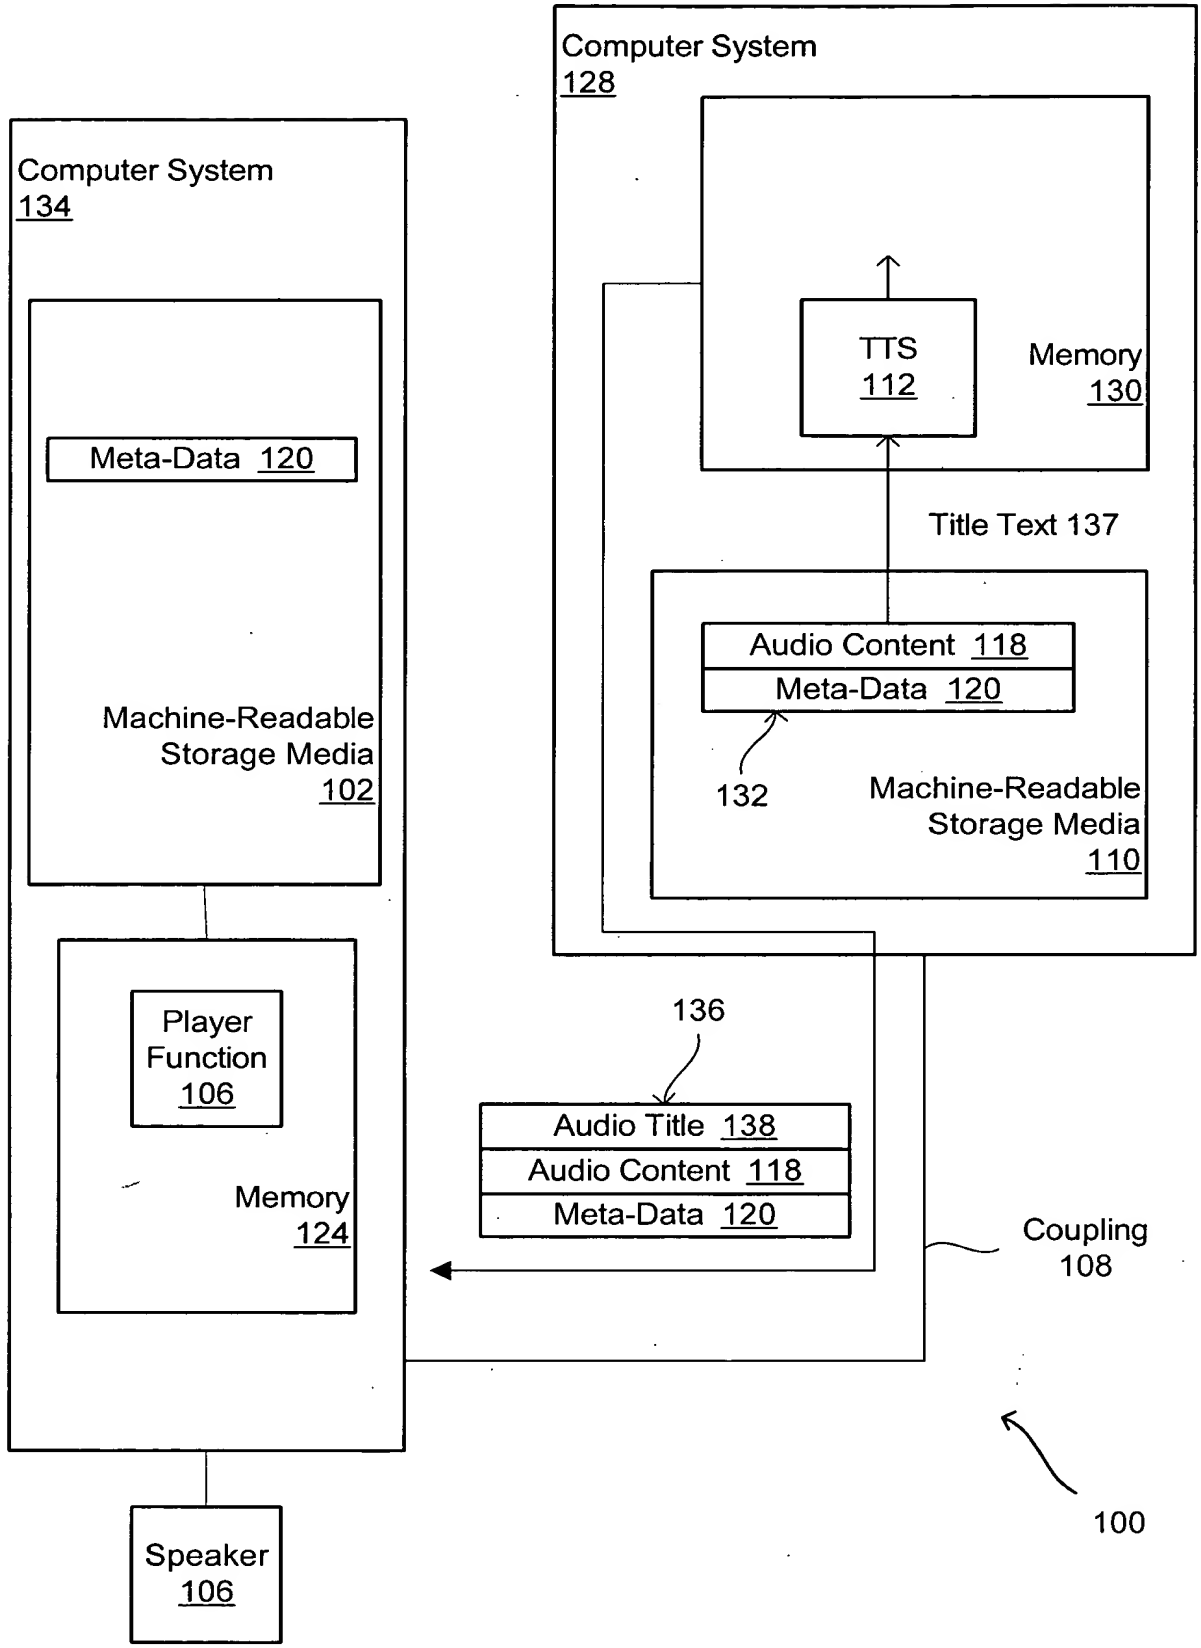 Computer System
128
Computer System
134
TTS
112
Memory
130
Meta-Data 120
Title Text 137
Audio Content 118
Meta-Data 120
132
Machine-Readable
Storage Media
102
Machine-Readable
Storage Media
110
Player
Function
106
136
Audio Title 138
Audio Content 118
Meta-Data 120
Memory
124
Coupling
108
100
Speaker
106